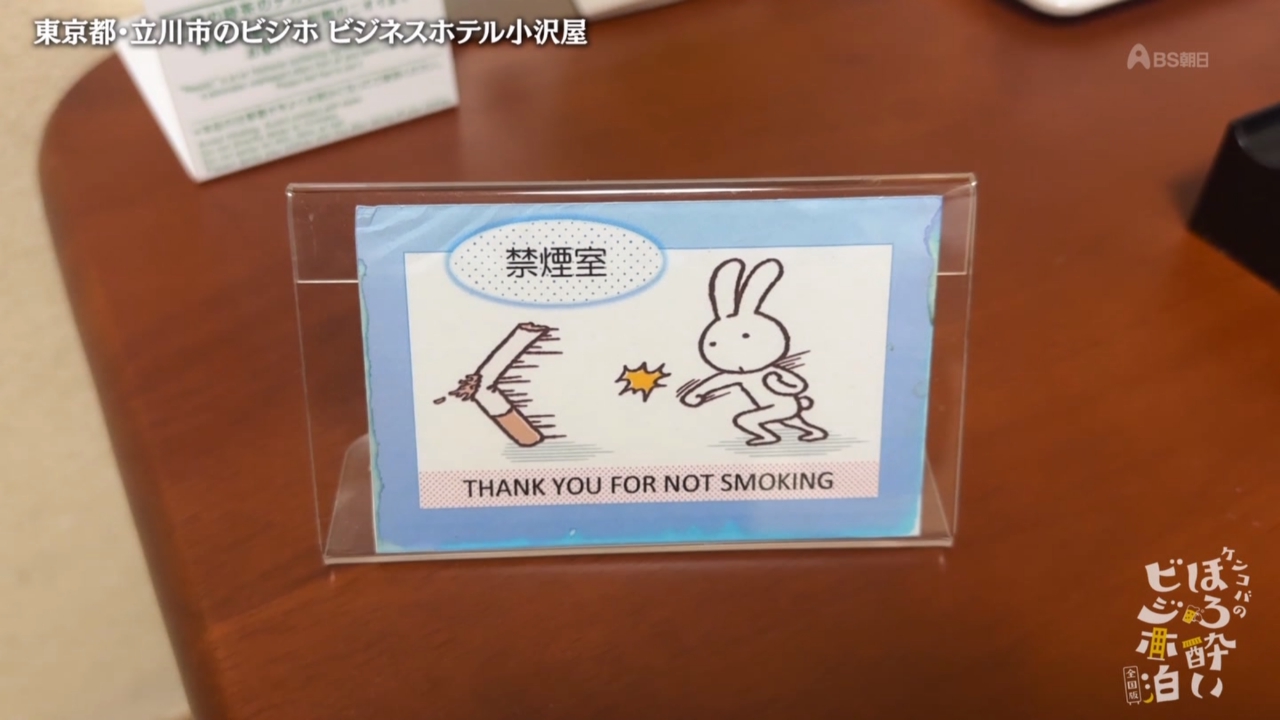 東京都・立川市のビジホ ビジネスホテル小沢屋
BS朝日
禁煙室
THANK YOU FOR NOT SMOKING
ケンコバの
ほろ酔い
ビジホ泊
全国版